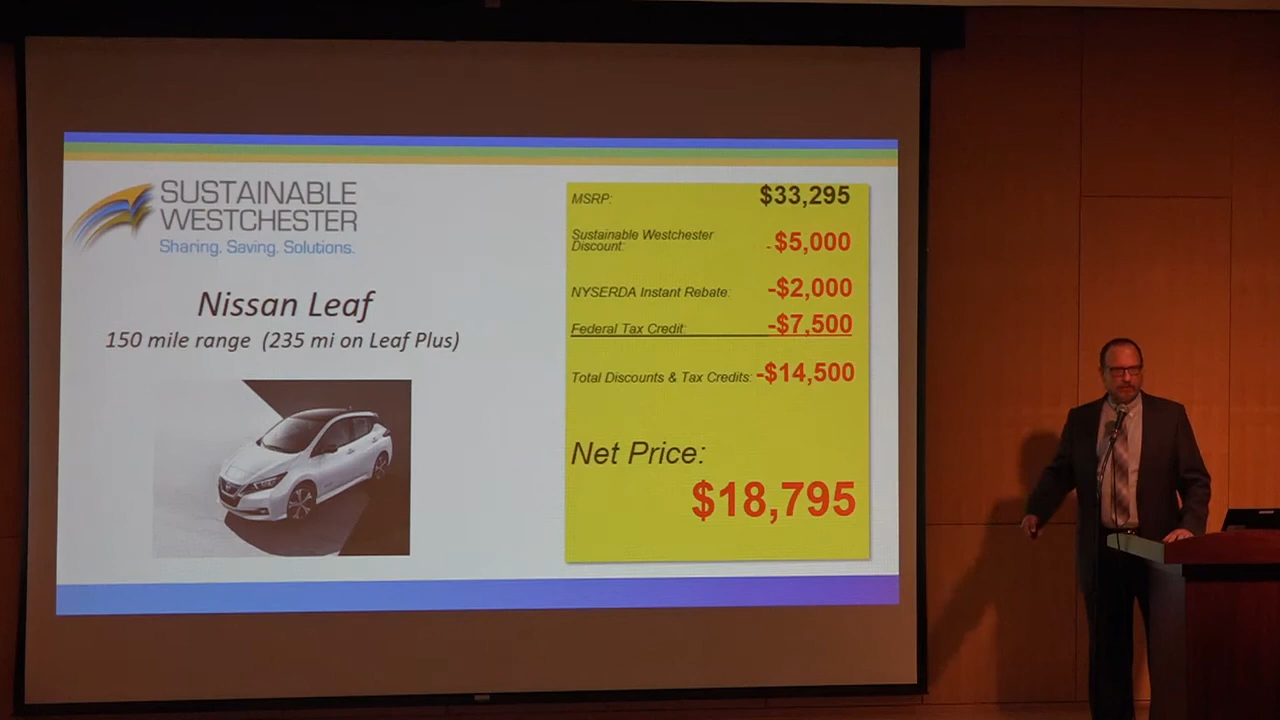 SUSTAINABLE
WESTCHESTER
Sharing. Saving. Solutions.
Nissan Leaf
150 mile range (235 mi on Leaf Plus)
MSRP: $33,295
Sustainable Westchester
Discount: -$5,000
NYSERDA Instant Rebate: -$2,000
Federal Tax Credit: -$7,500
Total Discounts & Tax Credits: -$14,500
Net Price:
$18,795